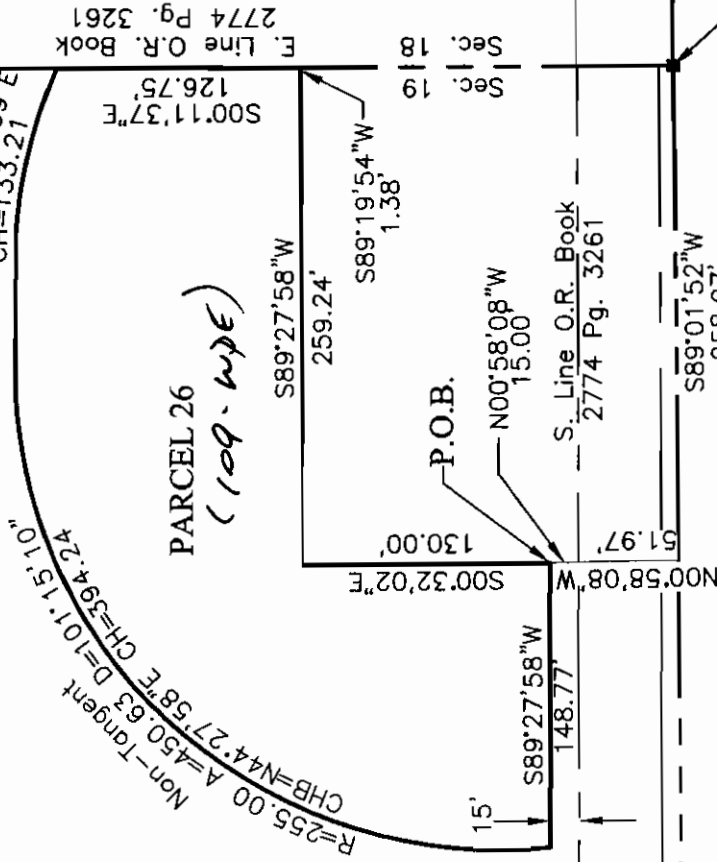 E. Line O.R. Book
2774 Pg. 3261
CH=133.21
S00°11'37"E
126.75'
Sec. 18
Sec. 19
S89°19'54"W
1.38'
S89°27'58"W
259.24'
PARCEL 26
(109-WDE)
Non-Tangent
R=255.00 A=450.63 D=101°15'10"
CHB=N44°27'58"E CH=394.24
P.O.B.
N00°58'08"W
15.00'
S. Line O.R. Book
2774 Pg. 3261
S00°32'02"E
130.00'
S89°27'58"W
148.77'
15'
N00°58'08"W
51.97'
S89°01'52"W